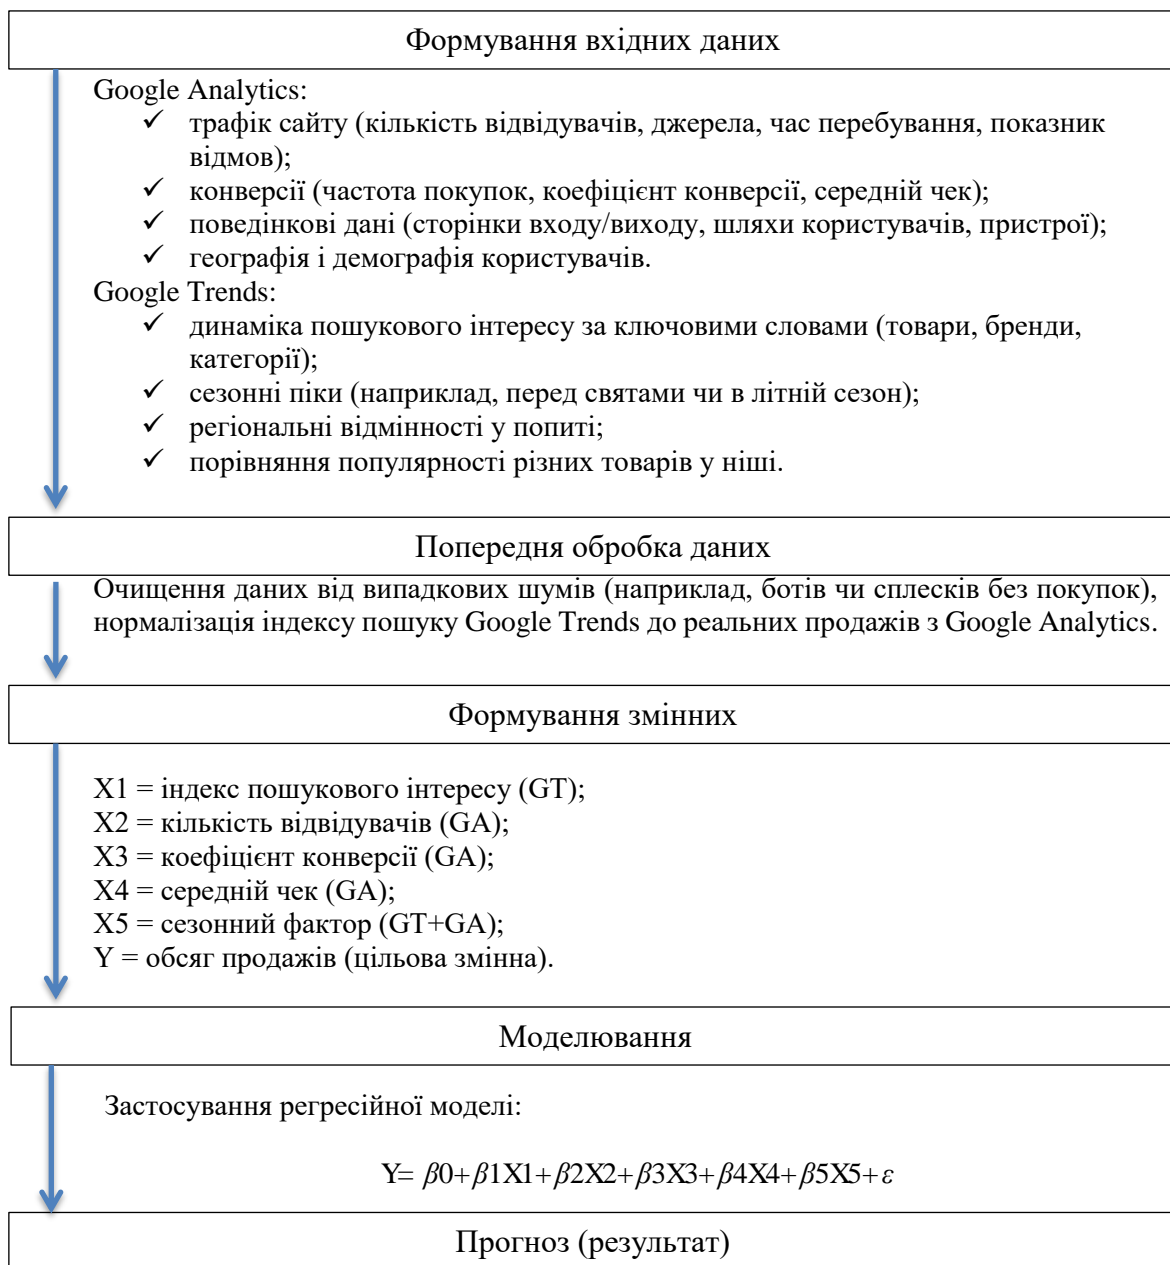 Формування вхідних даних
Google Analytics:
✓ трафік сайту (кількість відвідувачів, джерела, час перебування, показник
відмов);
✓ конверсії (частота покупок, коефіцієнт конверсії, середній чек);
✓ поведінкові дані (сторінки входу/виходу, шляхи користувачів, пристрої);
✓ географія і демографія користувачів.
Google Trends:
✓ динаміка пошукового інтересу за ключовими словами (товари, бренди,
категорії);
✓ сезонні піки (наприклад, перед святами чи в літній сезон);
✓ регіональні відмінності у попиті;
✓ порівняння популярності різних товарів у ніші.
Попередня обробка даних
Очищення даних від випадкових шумів (наприклад, ботів чи сплесків без покупок),
нормалізація індексу пошуку Google Trends до реальних продажів з Google Analytics.
Формування змінних
X1 = індекс пошукового інтересу (GT);
X2 = кількість відвідувачів (GA);
X3 = коефіцієнт конверсії (GA);
X4 = середній чек (GA);
X5 = сезонний фактор (GT+GA);
Y = обсяг продажів (цільова змінна).
Моделювання
Застосування регресійної моделі:
Y= β0+β1X1+β2X2+β3X3+β4X4+β5X5+ε
Прогноз (результат)